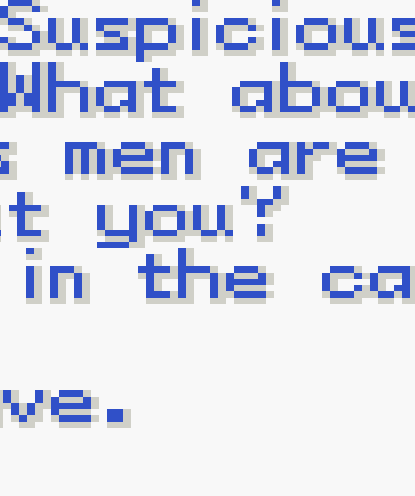 Suspicious
What abou
s men are
t you?
in the ca
ve.